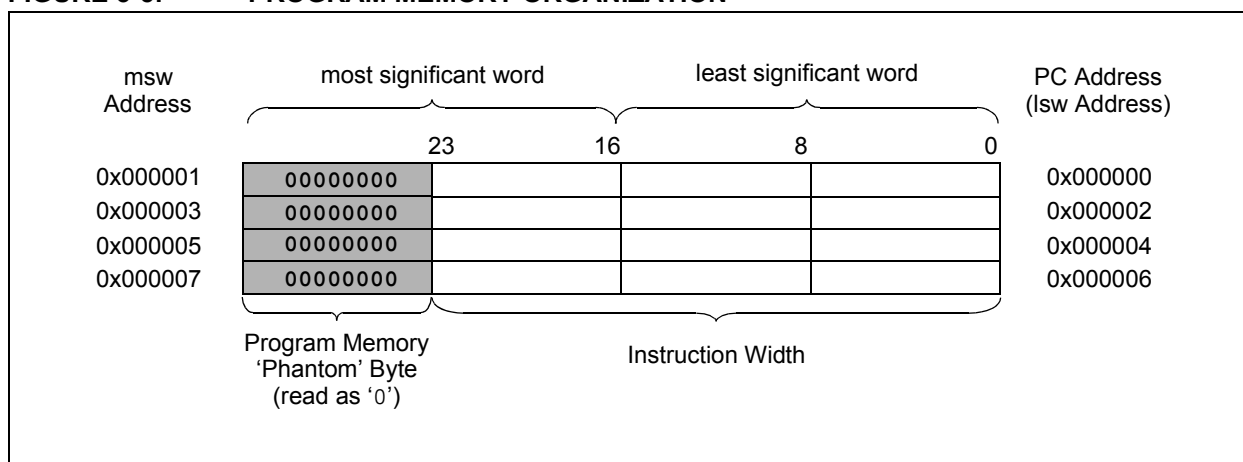 FIGURE PROGRAM MEMORY ORGANIZATION
msw
Address
most significant word
least significant word
PC Address
(lsw Address)
23 16 8 0
0x000001 00000000 0x000000
0x000003 00000000 0x000002
0x000005 00000000 0x000004
0x000007 00000000 0x000006
Program Memory
‘Phantom’ Byte
(read as ‘0’)
Instruction Width